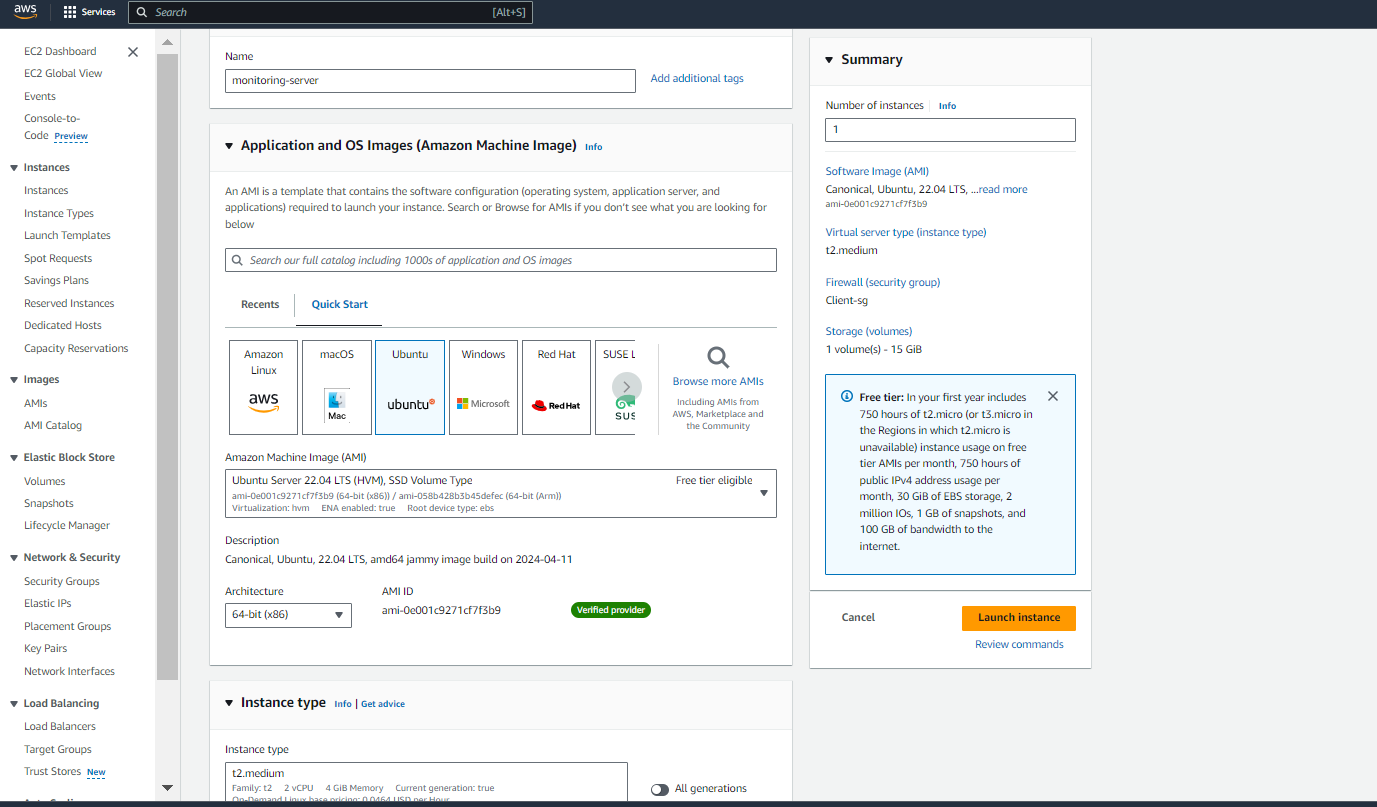 aws
Services
Search
[Alt+S]
EC2 Dashboard
EC2 Global View
Events
Console-to-
Code Preview
Instances
Instances
Instance Types
Launch Templates
Spot Requests
Savings Plans
Reserved Instances
Dedicated Hosts
Capacity Reservations
Images
AMIs
AMI Catalog
Elastic Block Store
Volumes
Snapshots
Lifecycle Manager
Network & Security
Security Groups
Elastic IPs
Placement Groups
Key Pairs
Network Interfaces
Load Balancing
Load Balancers
Target Groups
Trust Stores New
Name
monitoring-server
Add additional tags
Application and OS Images (Amazon Machine Image) Info
An AMI is a template that contains the software configuration (operating system, application server, and
applications) required to launch your instance. Search or Browse for AMIs if you don't see what you are looking for
below
Search our full catalog including 1000s of application and OS images
Recents
Quick Start
Amazon
Linux
aws
macOS
Mac
Ubuntu
ubuntu
Windows
Microsoft
Red Hat
Red Hat
SUSE L
SUS
Browse more AMIs
Including AMIs from
AWS, Marketplace and
the Community
Amazon Machine Image (AMI)
Ubuntu Server 22.04 LTS (HVM), SSD Volume Type
Free tier eligible
ami-0e001c9271cf7f3b9 (64-bit (x86)) / ami-058b428b3b45defec (64-bit (Arm))
Virtualization: hvm ENA enabled: true Root device type: ebs
Description
Canonical, Ubuntu, 22.04 LTS, amd64 jammy image build on 2024-04-11
Architecture
64-bit (x86)
AMI ID
ami-0e001c9271cf7f3b9
Verified provider
Instance type Info | Get advice
Instance type
t2.medium
Family: t2 2 vCPU 4 GiB Memory Current generation: true
On-Demand Linux base pricing: 0.0464 USD per Hour
All generations
Summary
Number of instances Info
1
Software Image (AMI)
Canonical, Ubuntu, 22.04 LTS, ...read more
ami-0e001c9271cf7f3b9
Virtual server type (instance type)
t2.medium
Firewall (security group)
Client-sg
Storage (volumes)
1 volume(s) - 15 GiB
Free tier: In your first year includes
750 hours of t2.micro (or t3.micro in
the Regions in which t2.micro is
unavailable) instance usage on free
tier AMIs per month, 750 hours of
public IPv4 address usage per
month, 30 GiB of EBS storage, 2
million IOs, 1 GB of snapshots, and
100 GB of bandwidth to the
internet.
Cancel
Launch instance
Review commands